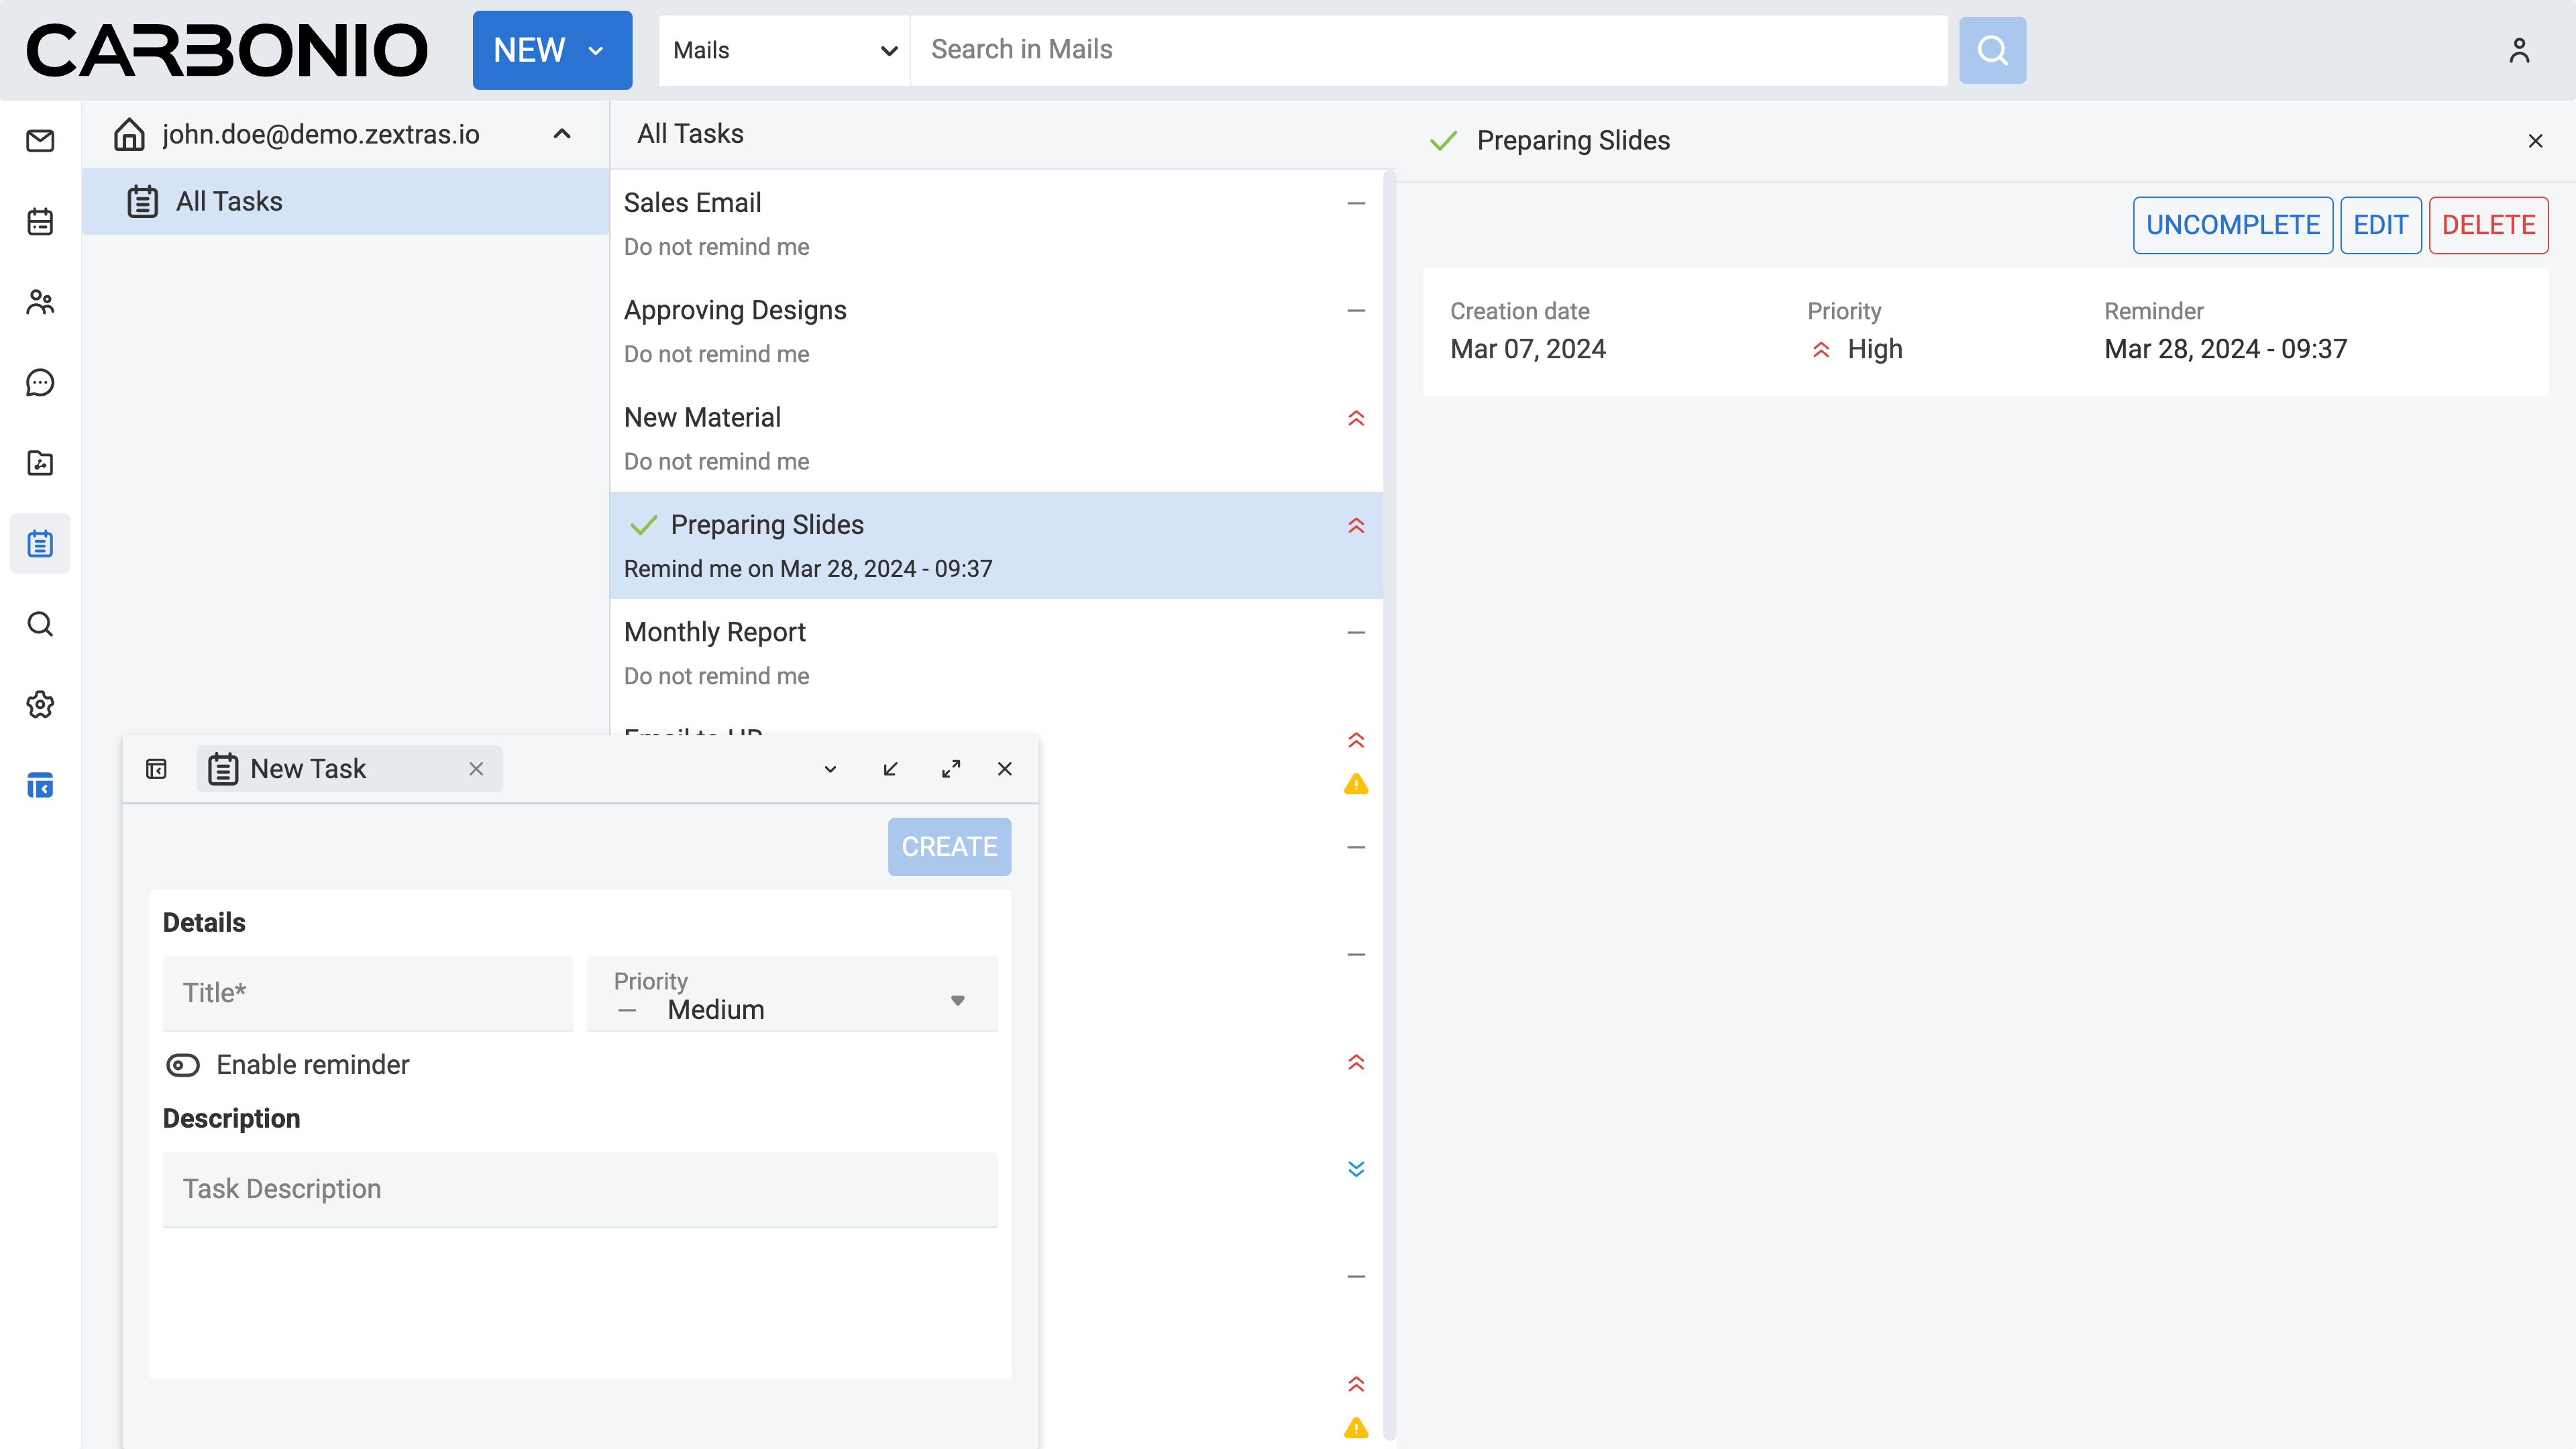 CARBONIO
NEW
Mails
Search in Mails
john.doe@demo.zextras.io
All Tasks
All Tasks
Sales Email
Do not remind me
Approving Designs
Do not remind me
New Material
Do not remind me
Preparing Slides
Remind me on Mar 28, 2024 - 09:37
Monthly Report
Do not remind me
Email to HR
Preparing Slides
UNCOMPLETE
EDIT
DELETE
Creation date
Mar 07, 2024
Priority
High
Reminder
Mar 28, 2024 - 09:37
New Task
CREATE
Details
Title*
Priority
Medium
Enable reminder
Description
Task Description